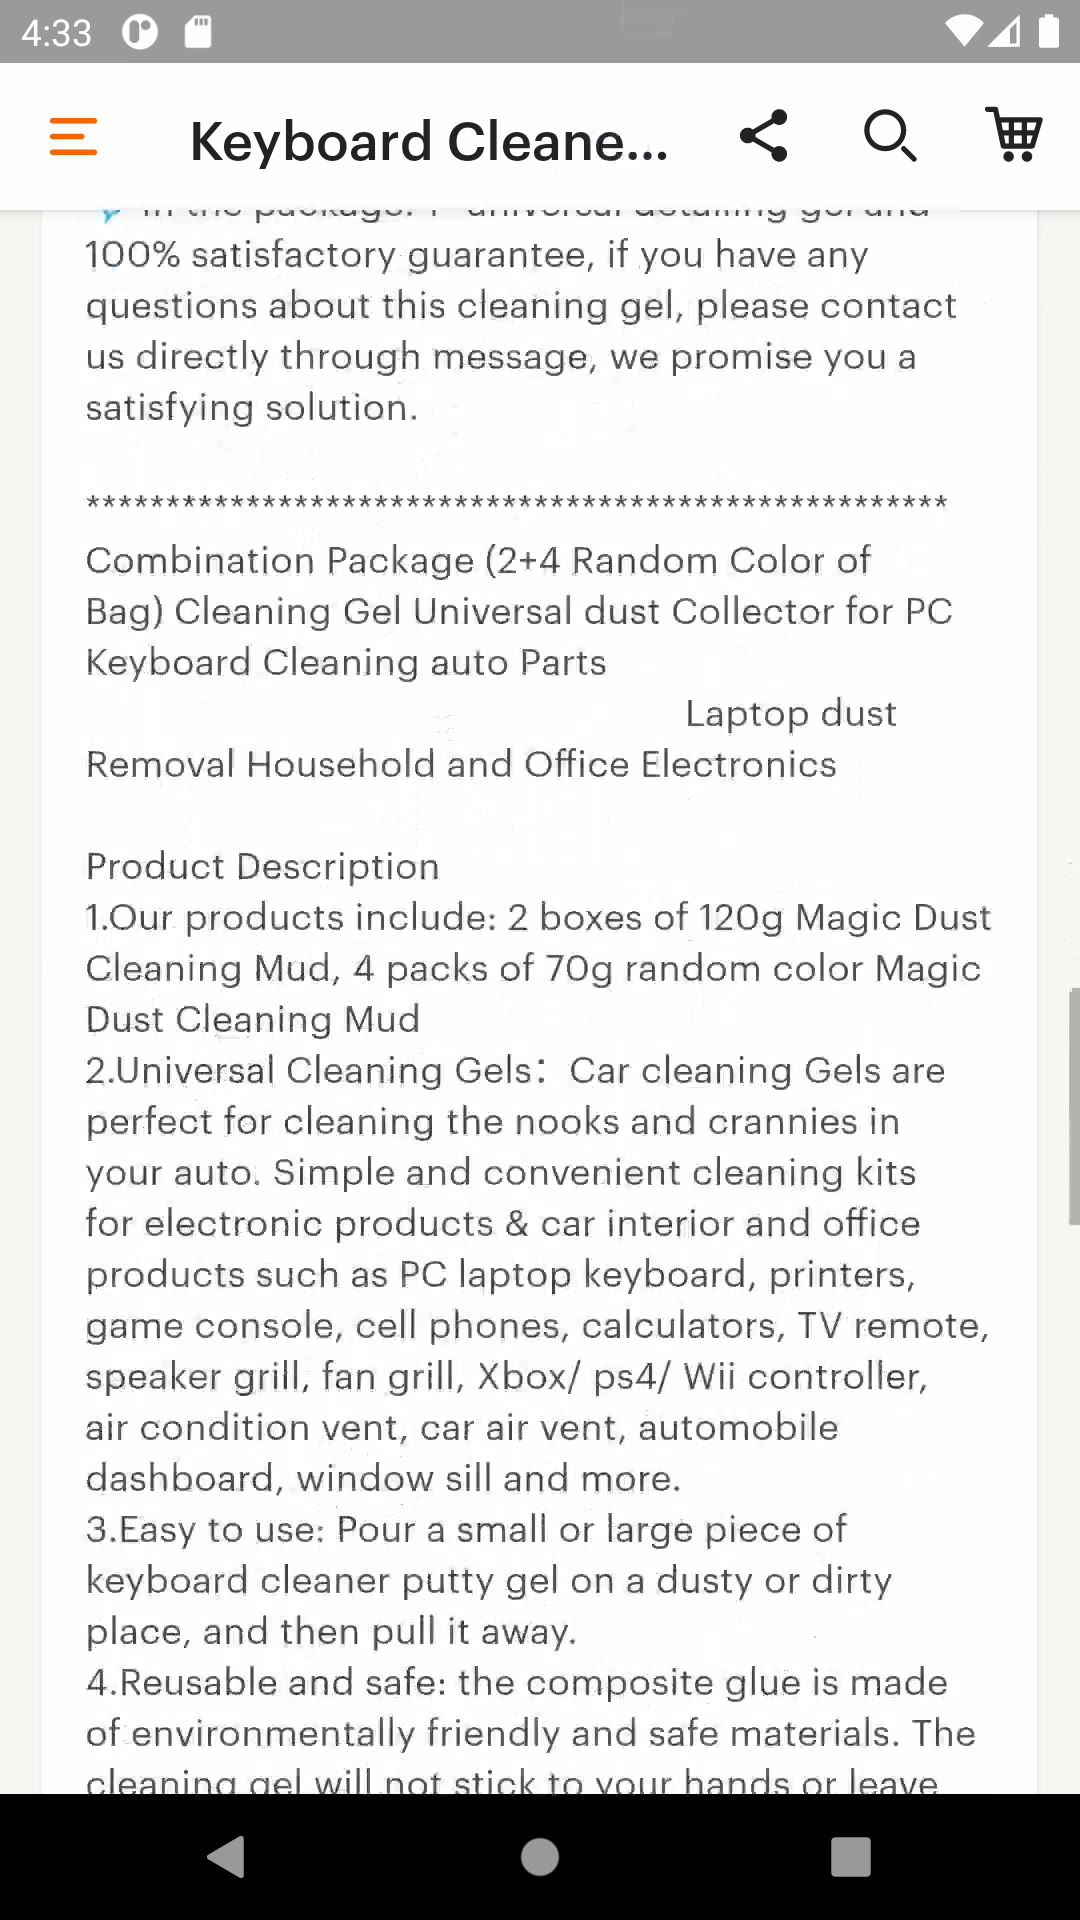 4:33
Keyboard Cleane...
In the package: 1* universal detailing gel and
100% satisfactory guarantee, if you have any
questions about this cleaning gel, please contact
us directly through message, we promise you a
satisfying solution.
******************************************************
Combination Package (2+4 Random Color of
Bag) Cleaning Gel Universal dust Collector for PC
Keyboard Cleaning auto Parts
Laptop dust
Removal Household and Office Electronics
Product Description
1.Our products include: 2 boxes of 120g Magic Dust
Cleaning Mud, 4 packs of 70g random color Magic
Dust Cleaning Mud
2.Universal Cleaning Gels：Car cleaning Gels are
perfect for cleaning the nooks and crannies in
your auto. Simple and convenient cleaning kits
for electronic products & car interior and office
products such as PC laptop keyboard, printers,
game console, cell phones, calculators, TV remote,
speaker grill, fan grill, Xbox/ ps4/ Wii controller,
air condition vent, car air vent, automobile
dashboard, window sill and more.
3.Easy to use: Pour a small or large piece of
keyboard cleaner putty gel on a dusty or dirty
place, and then pull it away.
4.Reusable and safe: the composite glue is made
of environmentally friendly and safe materials. The
cleaning gel will not stick to your hands or leave